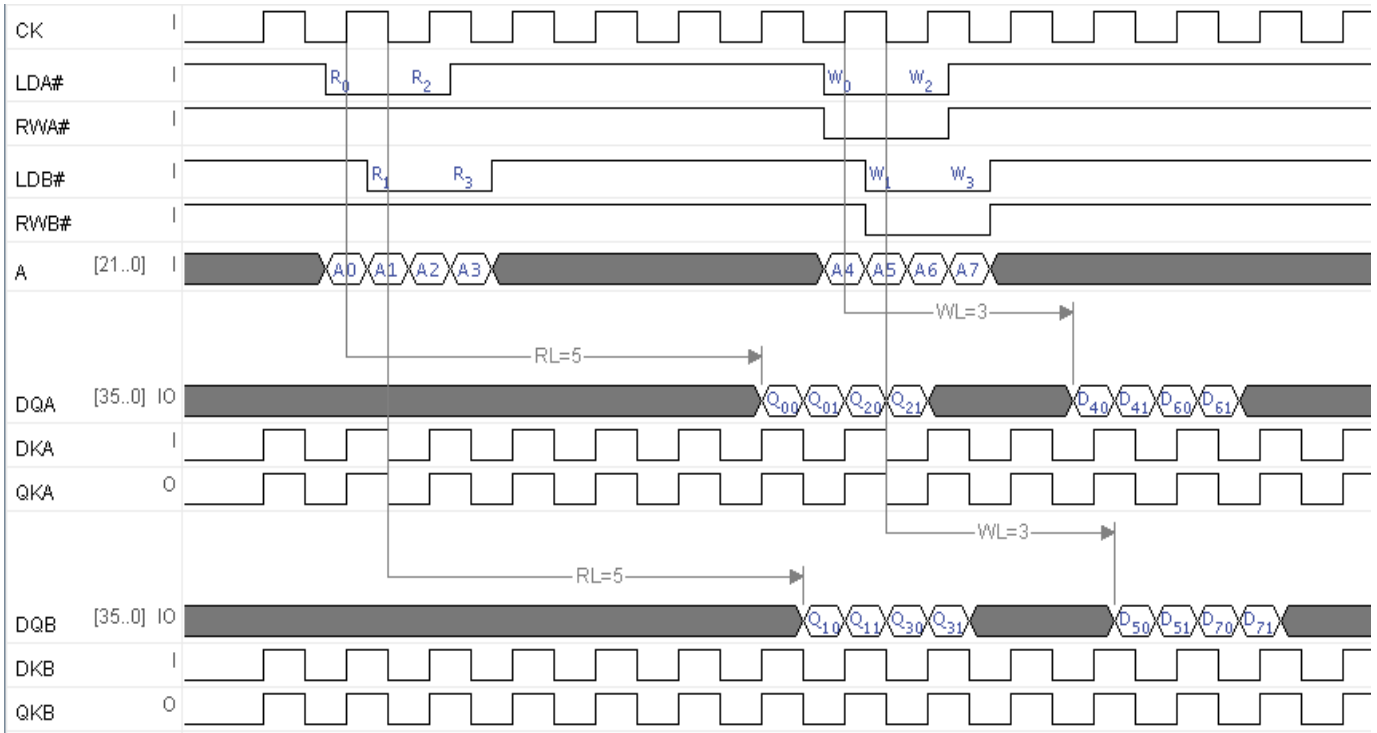 CK I
LDA# I R0 R2 W0 W2
RWA# I
LDB# I R1 R3 W1 W3
RWB# I
A [21..0] I A0 A1 A2 A3 A4 A5 A6 A7
WL=3
RL=5
DQA [35..0] IO Q00 Q01 Q20 Q21 D40 D41 D60 D61
DKA I
QKA O
WL=3
RL=5
DQB [35..0] IO Q10 Q11 Q30 Q31 D50 D51 D70 D71
DKB I
QKB O